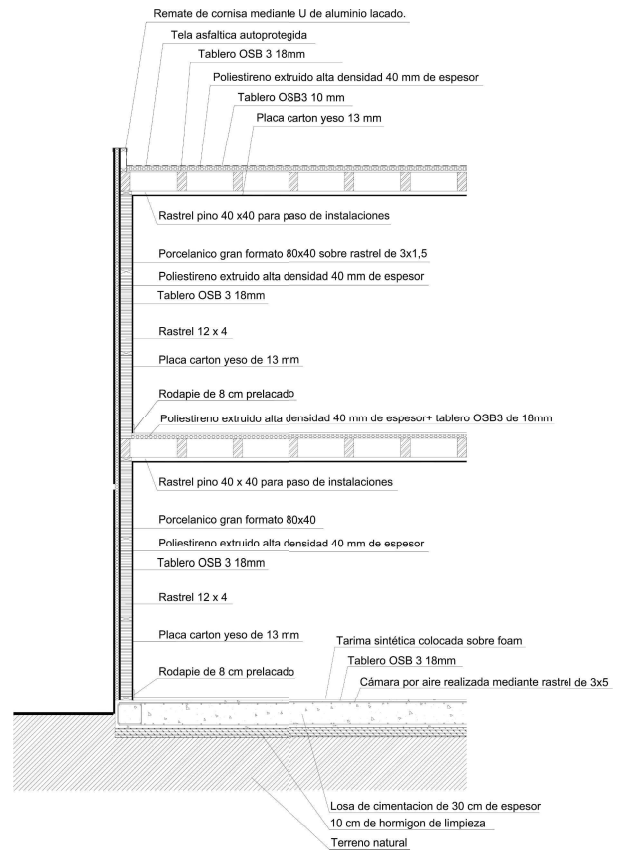 Remate de cornisa mediante U de aluminio lacado.
Tela asfaltica autoprotegida
Tablero OSB 3 18mm
Poliestireno extruido alta densidad 40 mm de espesor
Tablero OSB3 10 mm
Placa carton yeso 13 mm
Rastrel pino 40 x40 para paso de instalaciones
Porcelanico gran formato 80x40 sobre rastrel de 3x1,5
Poliestireno extruido alta densidad 40 mm de espesor
Tablero OSB 3 18mm
Rastrel 12 x 4
Placa carton yeso de 13 mm
Rodapie de 8 cm prelacado
Poliestireno extruido alta densidad 40 mm de espesor+ tablero OSB3 de 18mm
Rastrel pino 40 x 40 para paso de instalaciones
Porcelanico gran formato 80x40
Poliestireno extruido alta densidad 40 mm de espesor
Tablero OSB 3 18mm
Rastrel 12 x 4
Placa carton yeso de 13 mm
Tarima sintética colocada sobre foam
Tablero OSB 3 18mm
Rodapie de 8 cm prelacado
Cámara por aire realizada mediante rastrel de 3x5
Losa de cimentacion de 30 cm de espesor
10 cm de hormigon de limpieza
Terreno natural